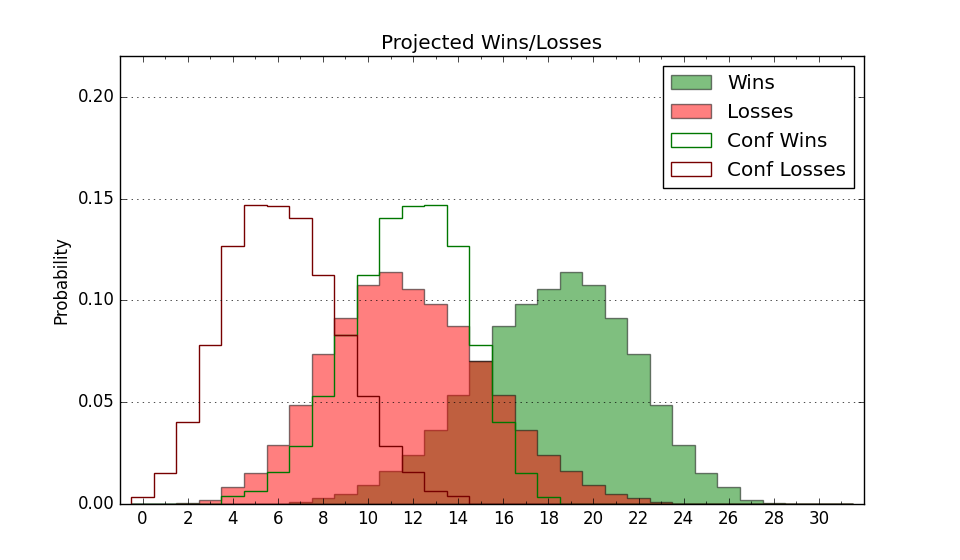 Projected Wins/Losses
Wins
Losses
Conf Wins
Conf Losses
Probability
0.20
0.15
0.10
0.05
0.00
0 2 4 6 8 10 12 14 16 18 20 22 24 26 28 30